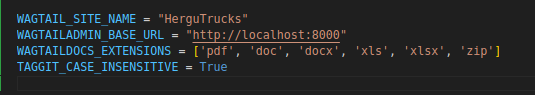 WAGTAIL_SITE_NAME = "HerguTrucks"
WAGTAILADMIN_BASE_URL = "http://localhost:8000"
WAGTAILDOCS_EXTENSIONS = ['pdf', 'doc', 'docx', 'xls', 'xlsx', 'zip']
TAGGIT_CASE_INSENSITIVE = True